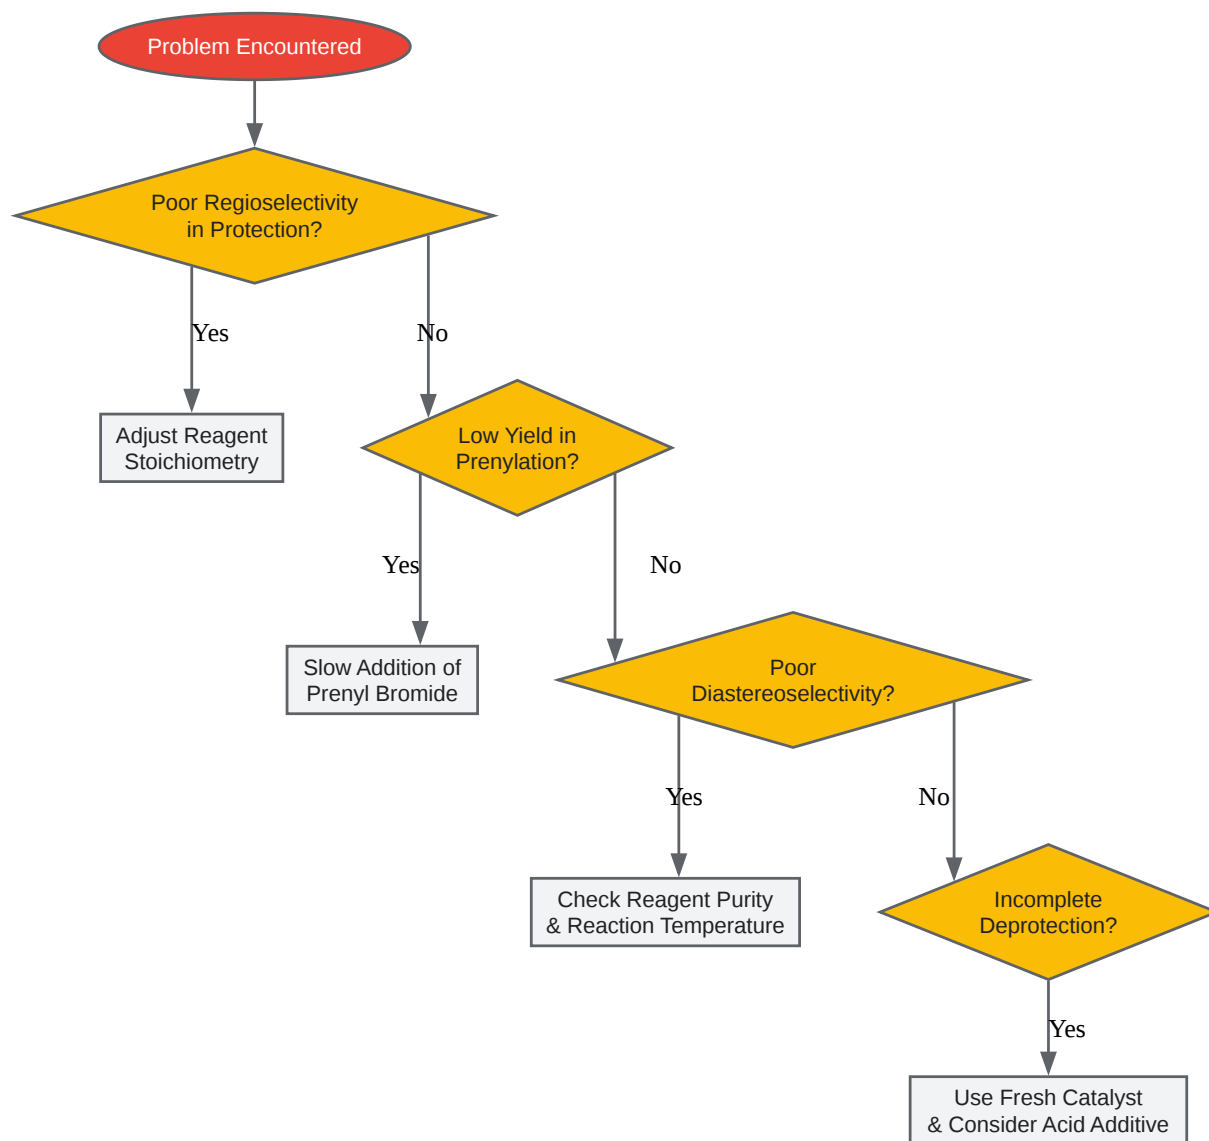 Problem Encountered
Poor Regioselectivity
in Protection?
Yes
No
Adjust Reagent
Stoichiometry
Low Yield in
Prenylation?
Yes
No
Slow Addition of
Prenyl Bromide
Poor
Diastereoselectivity?
Yes
No
Check Reagent Purity
& Reaction Temperature
Incomplete
Deprotection?
Yes
Use Fresh Catalyst
& Consider Acid Additive